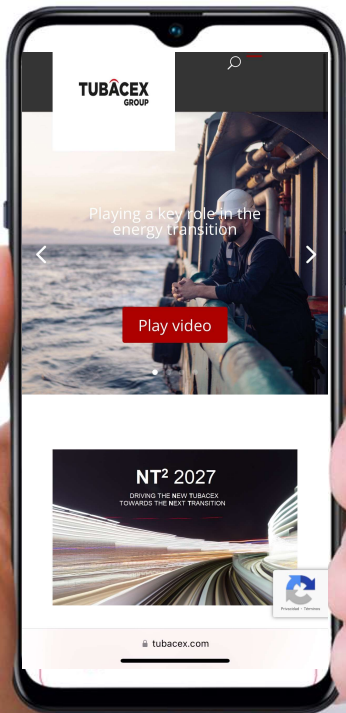 TUBACEX
GROUP
Playing a key role in the
energy transition
Play video
NT² 2027
DRIVING THE NEW TUBACEX
TOWARDS THE NEXT TRANSITION
Privacidad - Términos
tubacex.com